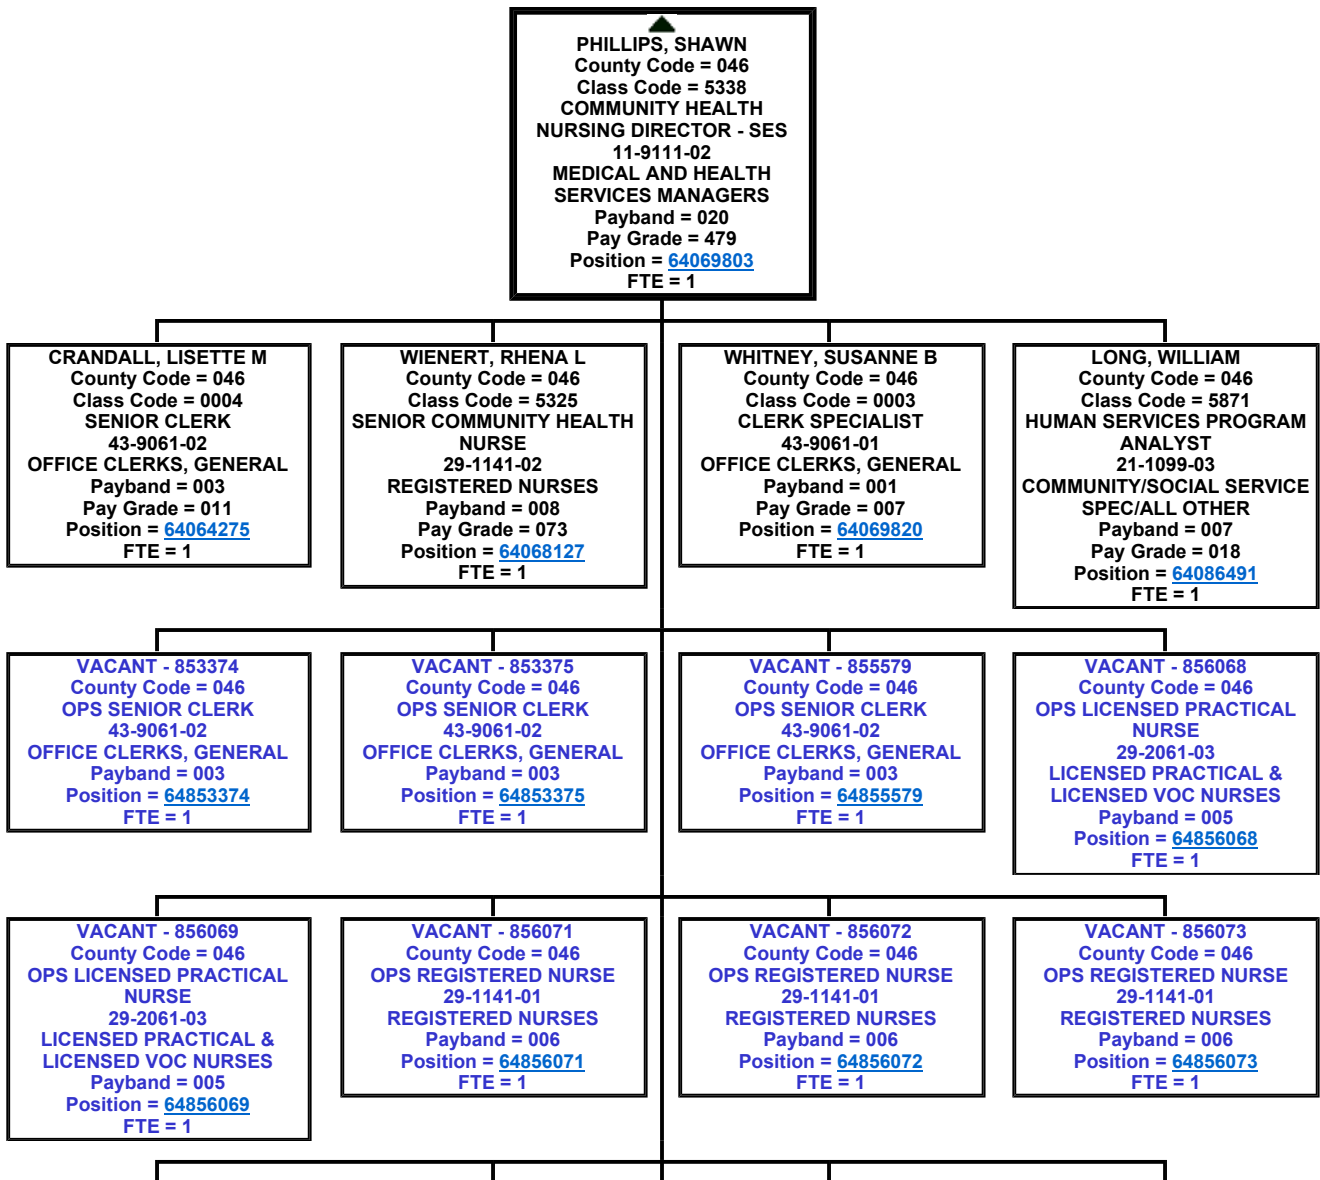 PHILLIPS, SHAWN
County Code = 046
Class Code = 5338
COMMUNITY HEALTH
NURSING DIRECTOR - SES
11-9111-02
MEDICAL AND HEALTH
SERVICES MANAGERS
Payband = 020
Pay Grade = 479
Position = 64069803
FTE = 1
CRANDALL, LISETTE M
County Code = 046
Class Code = 0004
SENIOR CLERK
43-9061-02
OFFICE CLERKS, GENERAL
Payband = 003
Pay Grade = 011
Position = 64064275
FTE = 1
WIENERT, RHENA L
County Code = 046
Class Code = 5325
SENIOR COMMUNITY HEALTH
NURSE
29-1141-02
REGISTERED NURSES
Payband = 008
Pay Grade = 073
Position = 64068127
FTE = 1
WHITNEY, SUSANNE B
County Code = 046
Class Code = 0003
CLERK SPECIALIST
43-9061-01
OFFICE CLERKS, GENERAL
Payband = 001
Pay Grade = 007
Position = 64069820
FTE = 1
LONG, WILLIAM
County Code = 046
Class Code = 5871
HUMAN SERVICES PROGRAM
ANALYST
21-1099-03
COMMUNITY/SOCIAL SERVICE
SPEC/ALL OTHER
Payband = 007
Pay Grade = 018
Position = 64086491
FTE = 1
VACANT - 853374
County Code = 046
OPS SENIOR CLERK
43-9061-02
OFFICE CLERKS, GENERAL
Payband = 003
Position = 64853374
FTE = 1
VACANT - 853375
County Code = 046
OPS SENIOR CLERK
43-9061-02
OFFICE CLERKS, GENERAL
Payband = 003
Position = 64853375
FTE = 1
VACANT - 855579
County Code = 046
OPS SENIOR CLERK
43-9061-02
OFFICE CLERKS, GENERAL
Payband = 003
Position = 64855579
FTE = 1
VACANT - 856068
County Code = 046
OPS LICENSED PRACTICAL
NURSE
29-2061-03
LICENSED PRACTICAL &
LICENSED VOC NURSES
Payband = 005
Position = 64856068
FTE = 1
VACANT - 856069
County Code = 046
OPS LICENSED PRACTICAL
NURSE
29-2061-03
LICENSED PRACTICAL &
LICENSED VOC NURSES
Payband = 005
Position = 64856069
FTE = 1
VACANT - 856071
County Code = 046
OPS REGISTERED NURSE
29-1141-01
REGISTERED NURSES
Payband = 006
Position = 64856071
FTE = 1
VACANT - 856072
County Code = 046
OPS REGISTERED NURSE
29-1141-01
REGISTERED NURSES
Payband = 006
Position = 64856072
FTE = 1
VACANT - 856073
County Code = 046
OPS REGISTERED NURSE
29-1141-01
REGISTERED NURSES
Payband = 006
Position = 64856073
FTE = 1